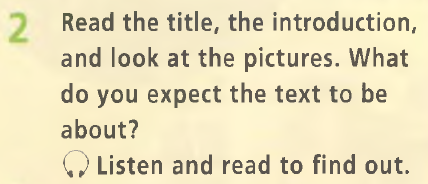 2 Read the title, the introduction,
and look at the pictures. What
do you expect the text to be
about?
Listen and read to find out.